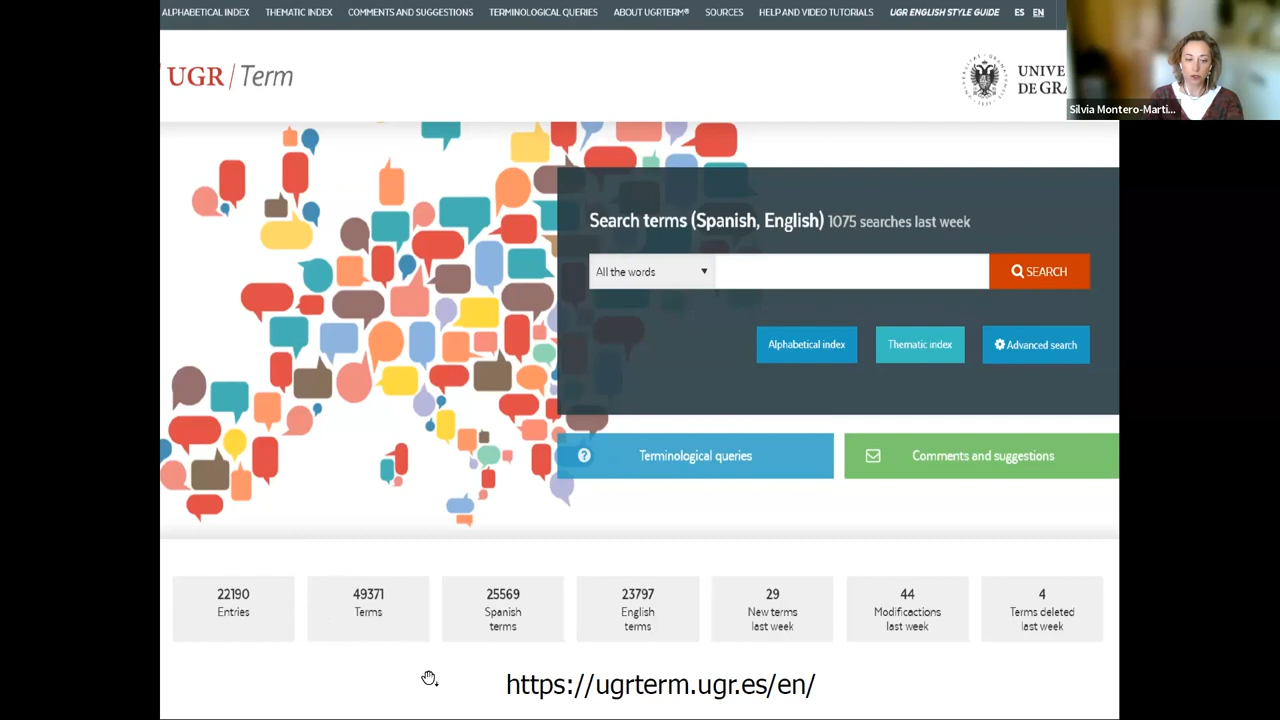 ALPHABETICAL INDEX THEMATIC INDEX COMMENTS AND SUGGESTIONS TERMINOLOGICAL QUERIES ABOUT UGRTERM® SOURCES HELP AND VIDEO TUTORIALS UGR ENGLISH STYLE GUIDE ES EN
UGR/Term
UNIVE
DE GRA
Silvia Montero-Marti...
Search terms (Spanish, English) 1075 searches last week
All the words
SEARCH
Alphabetical index
Thematic index
Advanced search
Terminological queries
Comments and suggestions
22190
Entries
49371
Terms
25569
Spanish
terms
23797
English
terms
29
New terms
last week
44
Modificactions
last week
4
Terms deleted
last week
https://ugrterm.ugr.es/en/